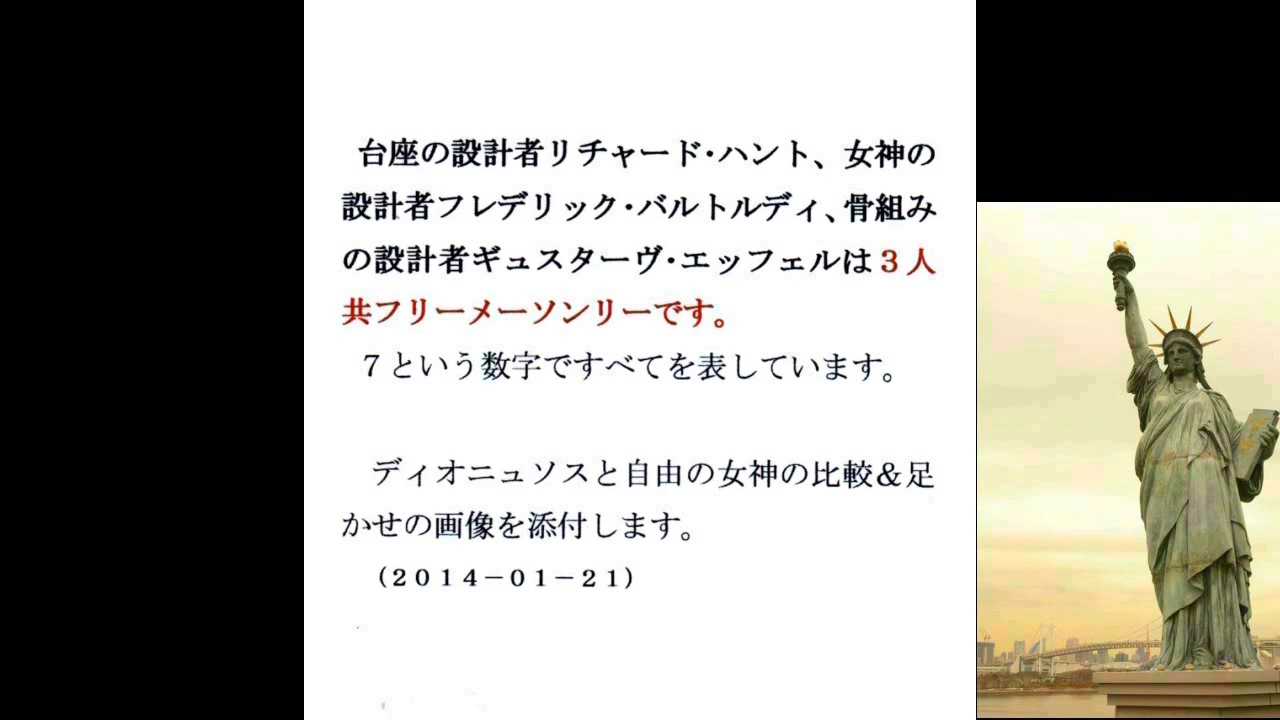 台座の設計者リチャード・ハント、女神の
設計者フレデリック・バルトルディ、骨組み
の設計者ギュスターヴ・エッフェルは３人
共フリーメーソンリーです。
７という数字ですべてを表しています。
ディオニュソスと自由の女神の比較＆足
かせの画像を添付します。
（２０１４－０１－２１）